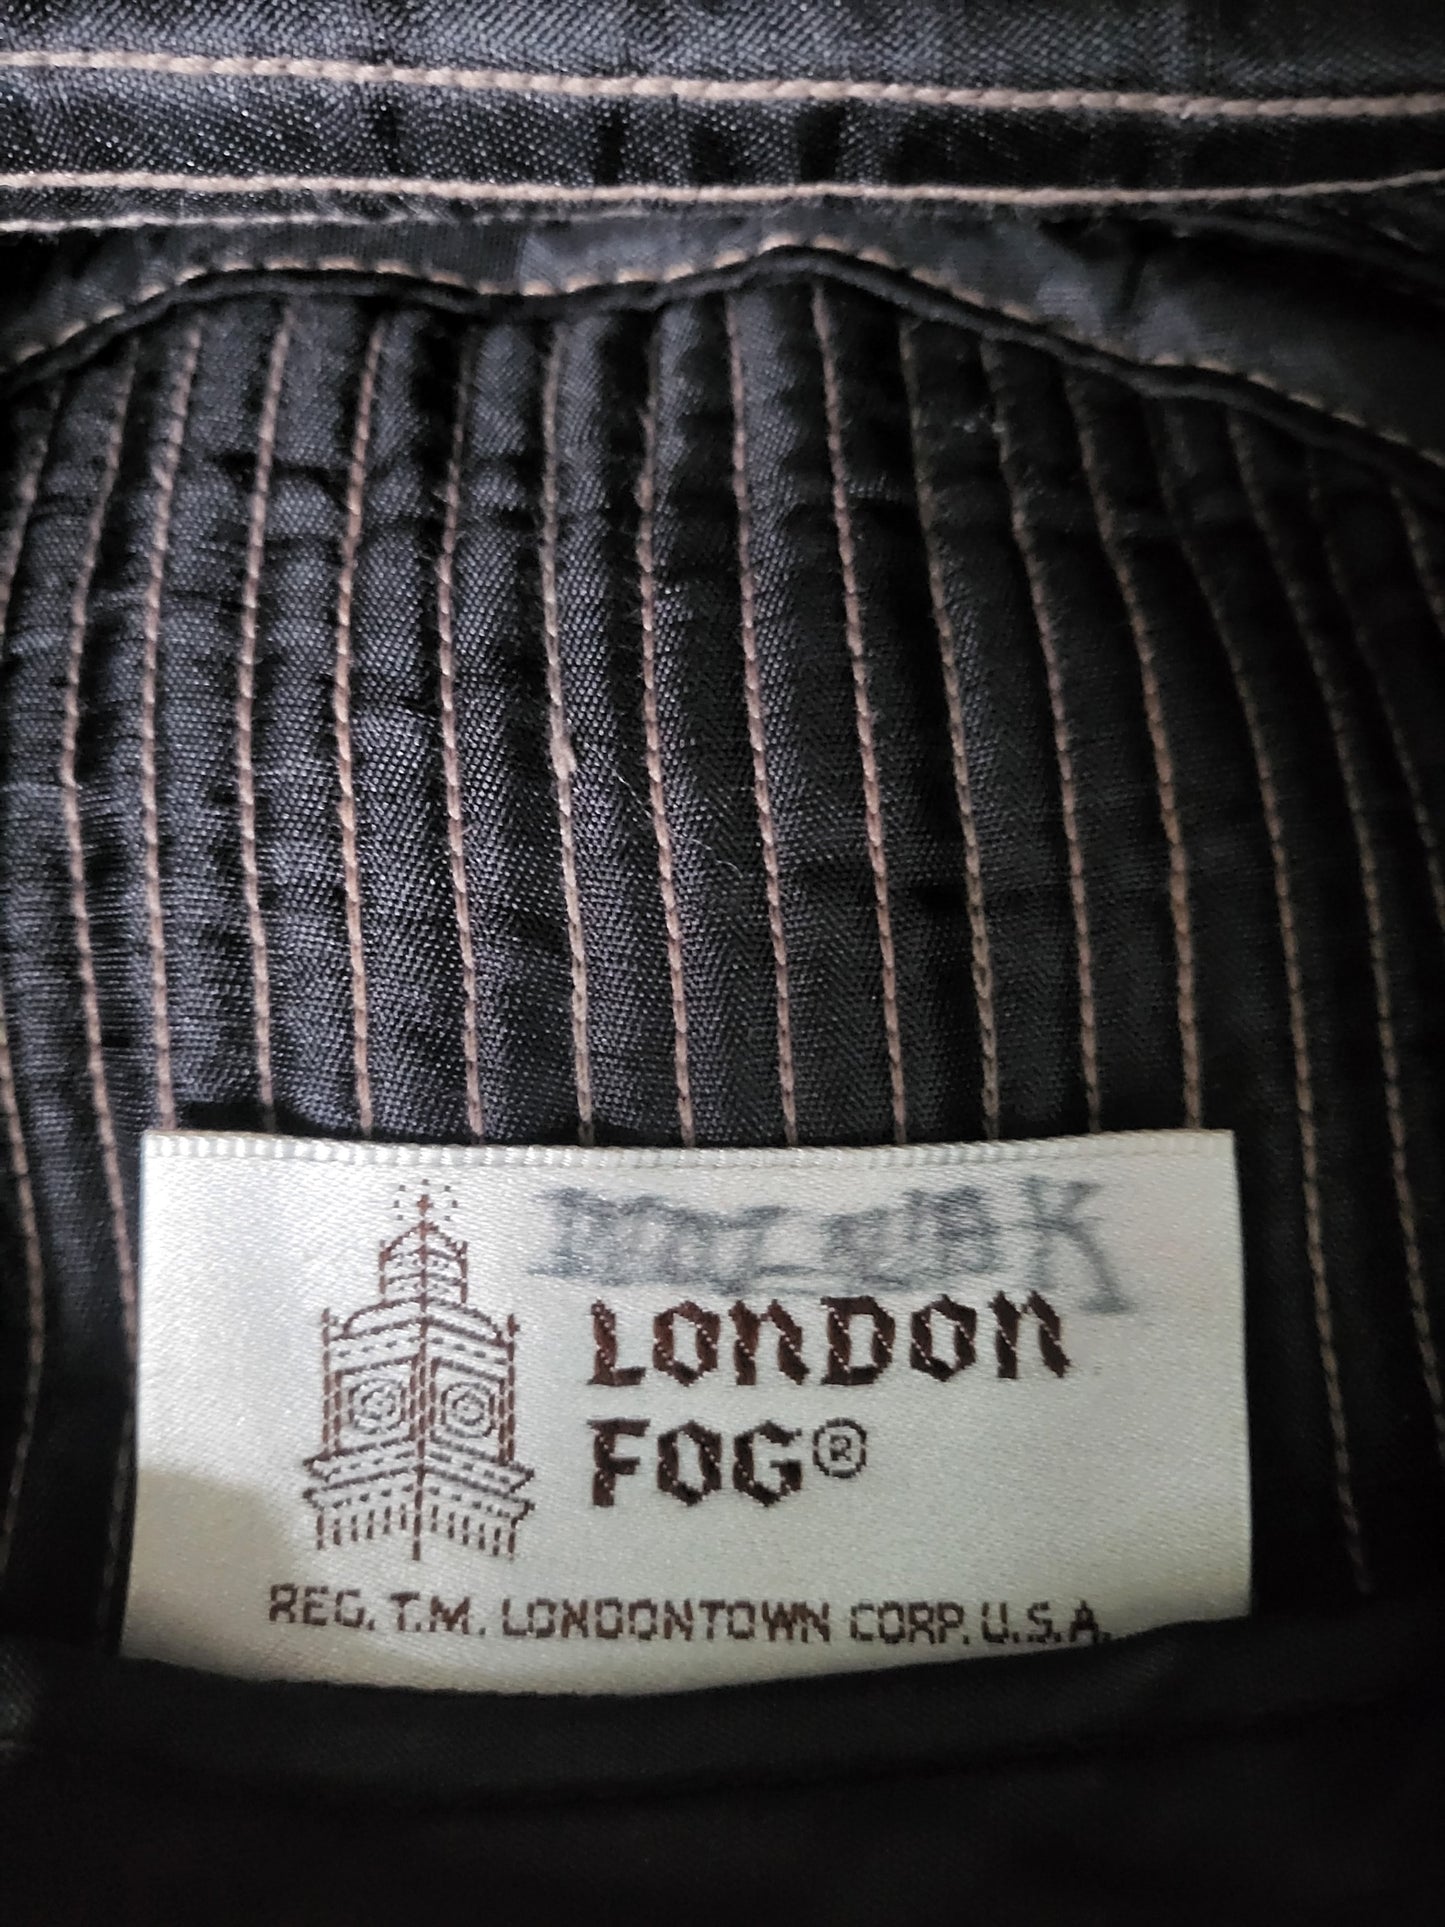 LONDON
FOG®
REG. T.M. LONDONTOWN CORP. U.S.A.